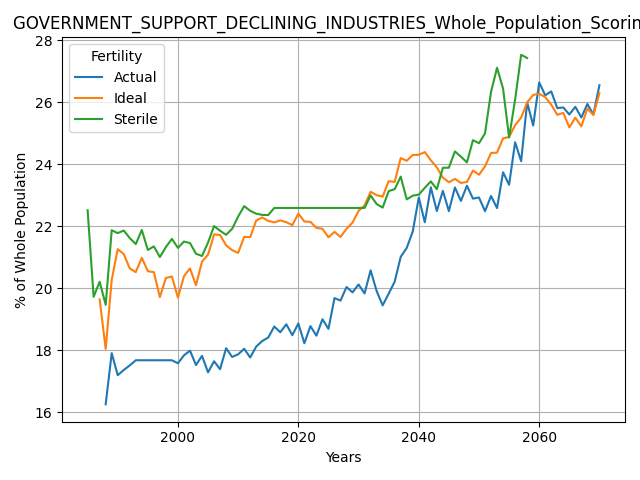 GOVERNMENT_SUPPORT_DECLINING_INDUSTRIES_Whole_Population_Scorin
28
26
24
22
20
18
16
% of Whole Population
Fertility
Actual
Ideal
Sterile
2000
2020
2040
2060
Years